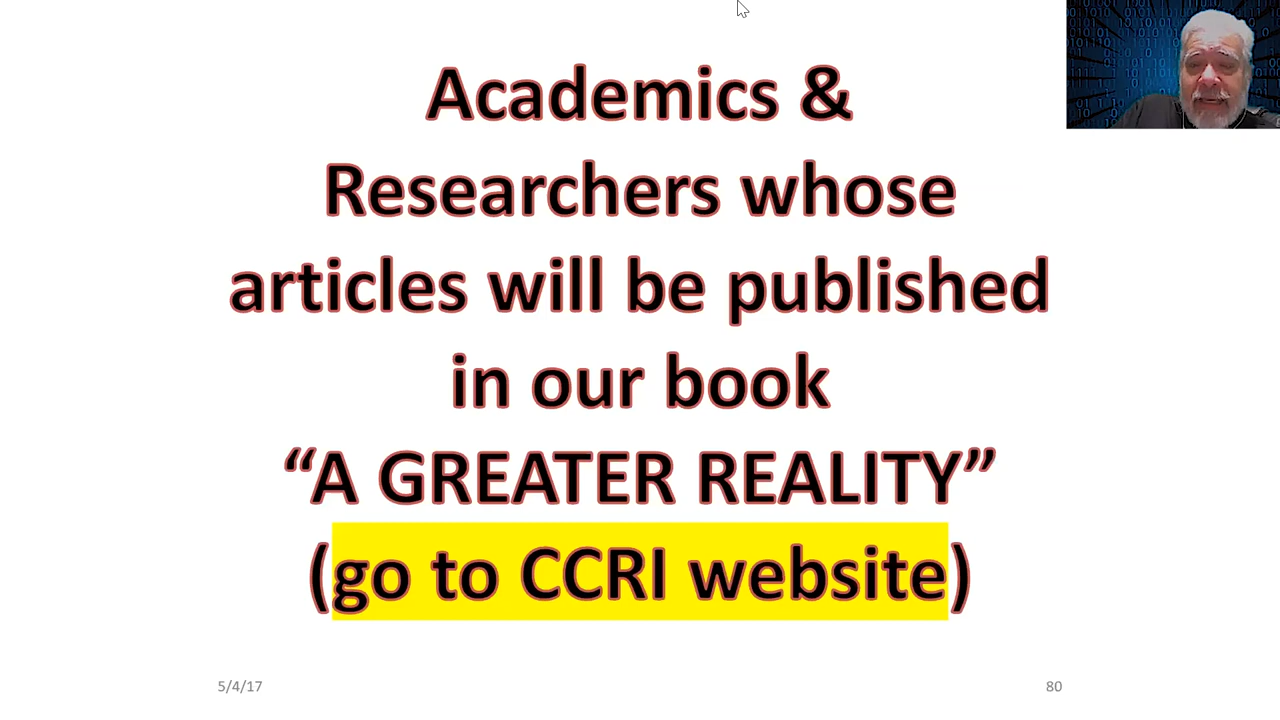 Academics &
Researchers whose
articles will be published
in our book
“A GREATER REALITY”
(go to CCRI website)
5/4/17
80